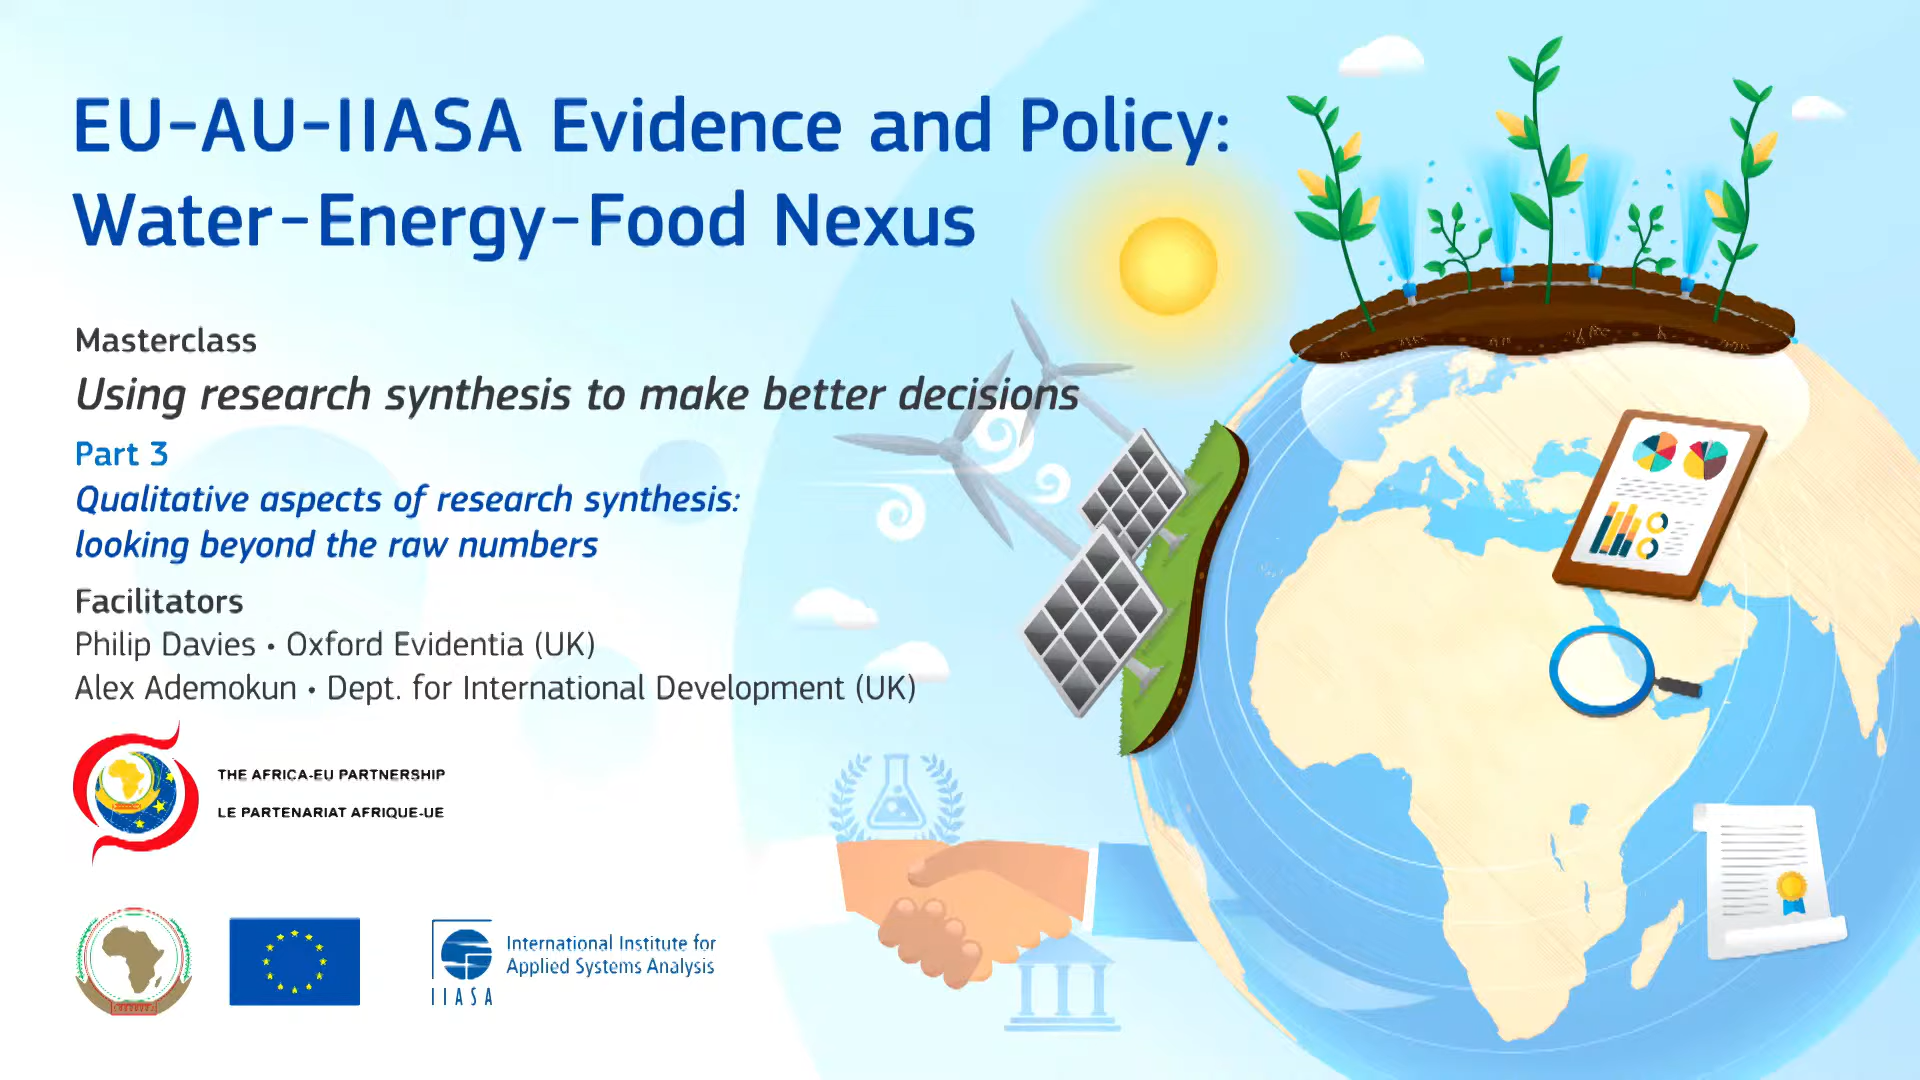 EU-AU-IIASA Evidence and Policy:
Water-Energy-Food Nexus
Masterclass
Using research synthesis to make better decisions
Part 3
Qualitative aspects of research synthesis:
looking beyond the raw numbers
Facilitators
Philip Davies • Oxford Evidentia (UK)
Alex Ademokun • Dept. for International Development (UK)
THE AFRICA-EU PARTNERSHIP
LE PARTENARIAT AFRIQUE-UE
International Institute for
Applied Systems Analysis
IIASA